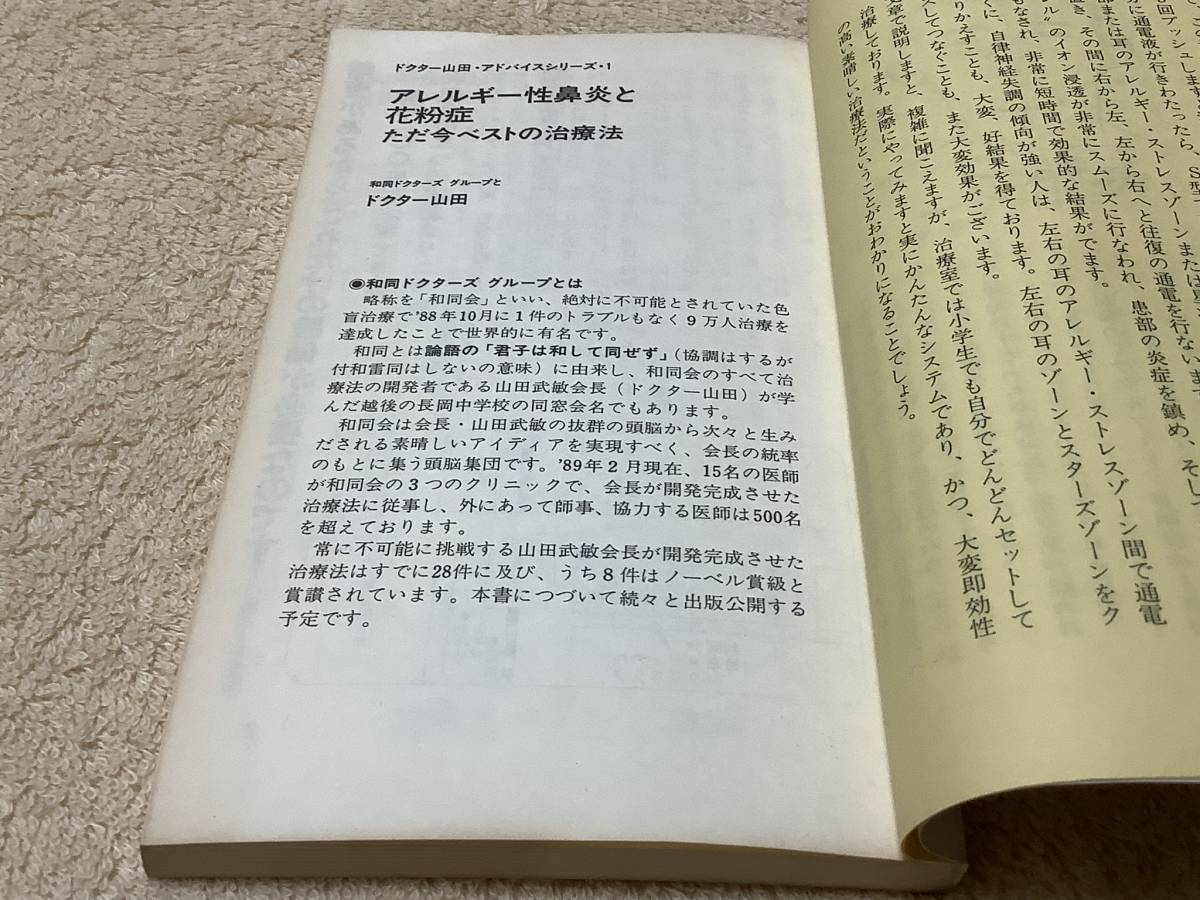 ドクター山田・アドバイスシリーズ・1
アレルギー性鼻炎と
花粉症
ただ今ベストの治療法
和同ドクターズ グループと
ドクター山田
◉和同ドクターズ グループとは
略称を「和同会」といい、絶対に不可能とされていた色
盲治療で'88年10月に1件のトラブルもなく9万人治療を
達成したことで世界的に有名です。
和同とは論語の「君子は和して同ぜず」（協調はするが
付和雷同はしないの意味）に由来し、和同会のすべて治
療法の開発者である山田武敏会長（ドクター山田）が学
んだ越後の長岡中学校の同窓会名でもあります。
和同会は会長・山田武敏の抜群の頭脳から次々と生み
だされる素晴しいアイディアを実現すべく、会長の統率
のもとに集う頭脳集団です。'89年2月現在、15名の医師
が和同会の3つのクリニックで、会長が開発完成させた
治療法に従事し、外にあって師事、協力する医師は500名
を超えております。
常に不可能に挑戦する山田武敏会長が開発完成させた
治療法はすでに28件に及び、うち8件はノーベル賞級と
賞讃されています。本書につづいて続々と出版公開する
予定です。
回プッシュします
に通電液が行きわたったら、S型
部または耳のアレルギー・ストレスゾーンまたは
置き、その間に右から左、左から右へと往復の通電を行ないます
ル〟のイオン浸透が非常にスムーズに行なわれ、患部の炎症を鎮め、そし
もなされ、非常に短時間で効果的な結果がでます。
くに、自律神経失調の傾向が強い人は、左右の耳のアレルギー・ストレスゾーン間で通電
りかえすことも、大変、好結果を得ております。左右の耳のゾーンとスターズゾーンをク
スしてつなぐことも、また大変効果がございます。
文章で説明しますと、複雑に聞こえますが、治療室では小学生でも自分でどんどんセットして
治療しております。実際にやってみますと実にかんたんなシステムであり、かつ、大変即効性
の高い素晴しい治療法だということがおわかりになることでしょう。